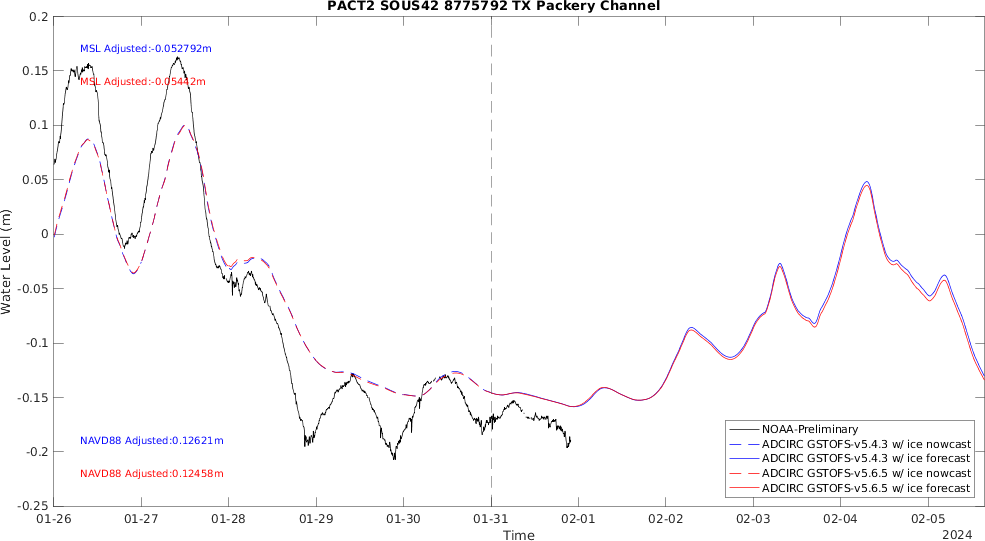 PACT2 SOUS42 8775792 TX Packery Channel
0.2
0.15
0.1
0.05
0
-0.05
-0.1
-0.15
-0.2
-0.25
Water Level (m)
MSL Adjusted:-0.052792m
MSL Adjusted:-0.05442m
NAVD88 Adjusted:0.12621m
NAVD88 Adjusted:0.12458m
NOAA-Preliminary
ADCIRC GSTOFS-v5.4.3 w/ ice nowcast
ADCIRC GSTOFS-v5.4.3 w/ ice forecast
ADCIRC GSTOFS-v5.6.5 w/ ice nowcast
ADCIRC GSTOFS-v5.6.5 w/ ice forecast
01-26 01-27 01-28 01-29 01-30 01-31 02-01 02-02 02-03 02-04 02-05
Time
2024